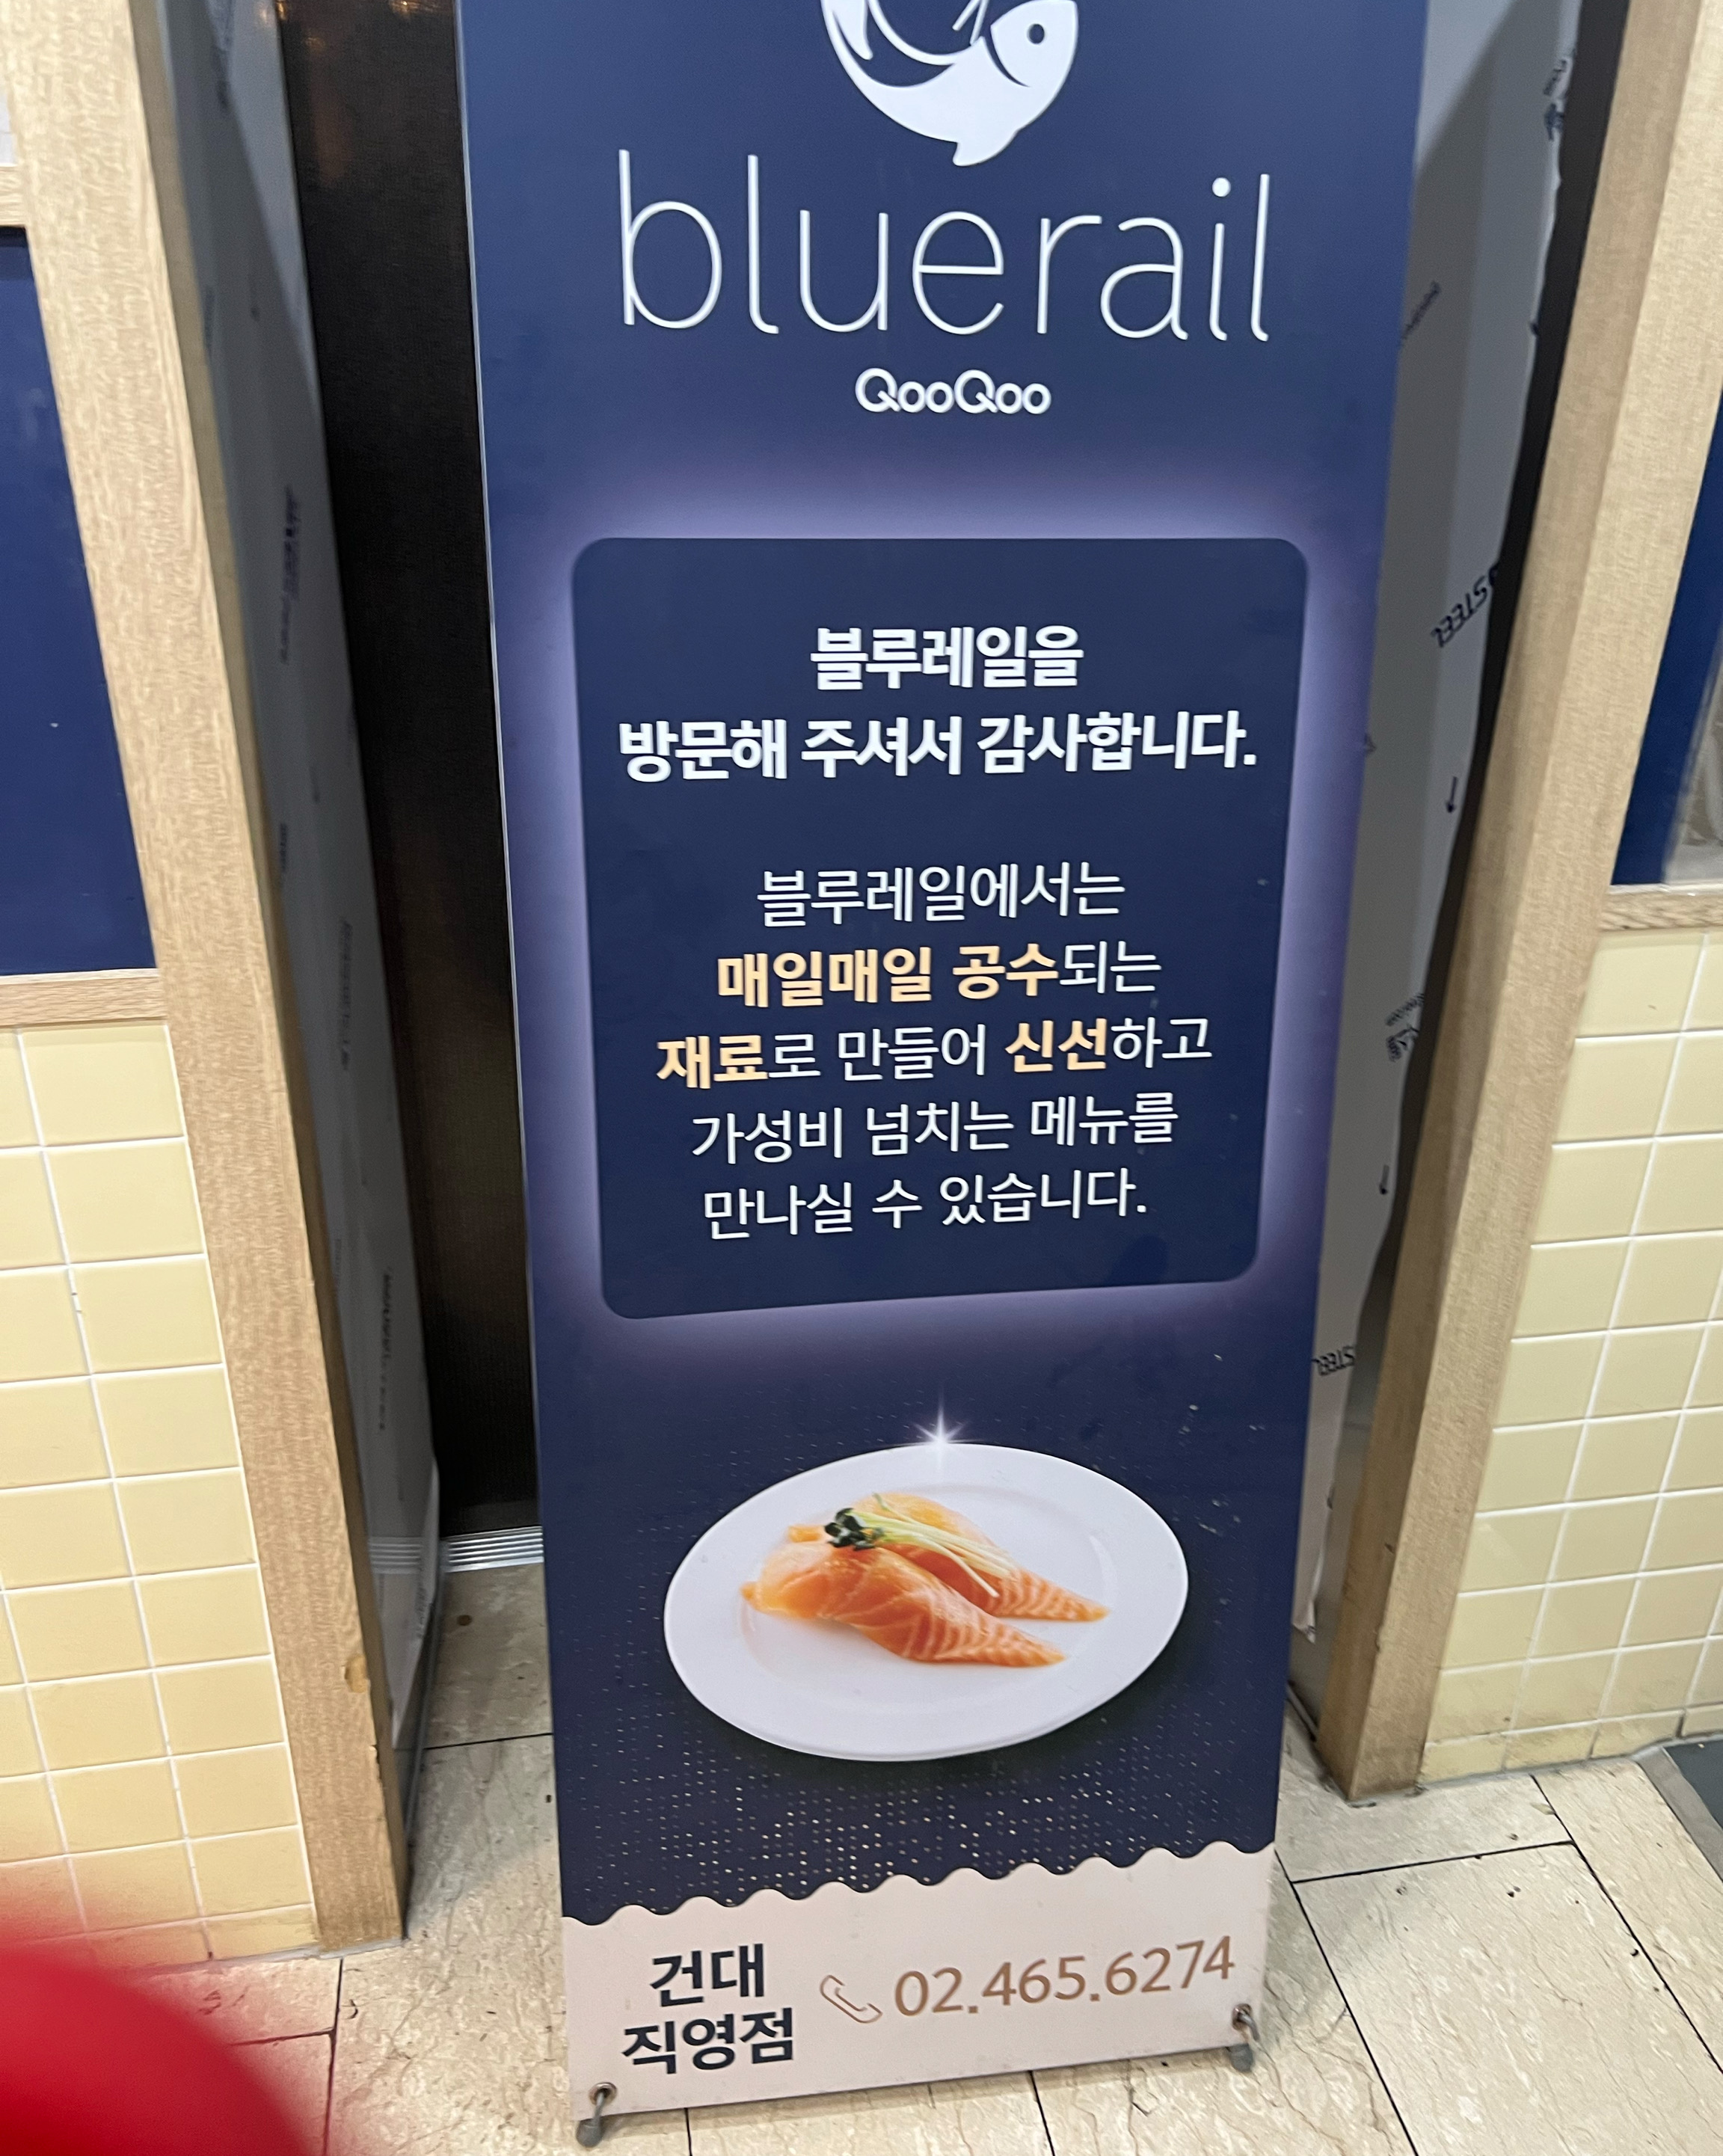 bluerail
QooQoo
블루레일을
방문해 주셔서 감사합니다.
블루레일에서는
매일매일 공수되는
재료로 만들어 신선하고
가성비 넘치는 메뉴를
만나실 수 있습니다.
건대
직영점
02.465.6274
STEEL
STEEL